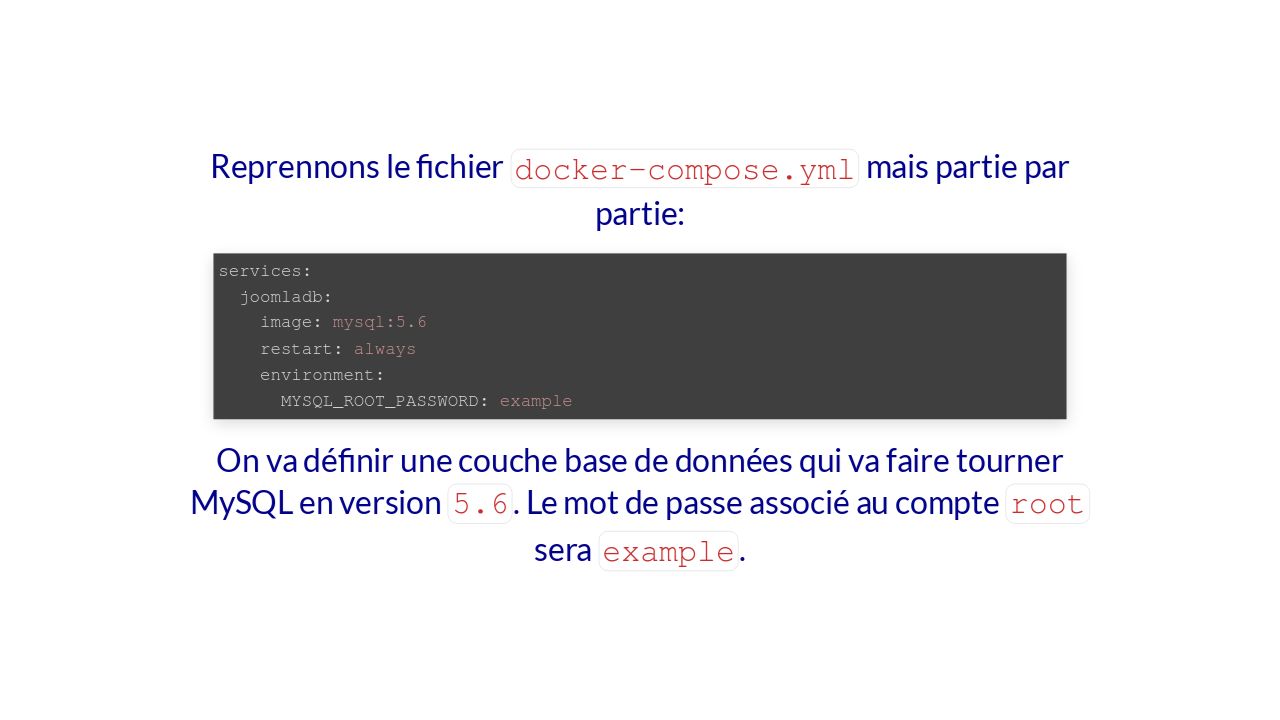 Reprennons le fichier docker-compose.yml mais partie par
partie:
services:
  joomladb:
    image: mysql:5.6
    restart: always
    environment:
      MYSQL_ROOT_PASSWORD: example
On va définir une couche base de données qui va faire tourner
MySQL en version 5.6. Le mot de passe associé au compte root
sera example.